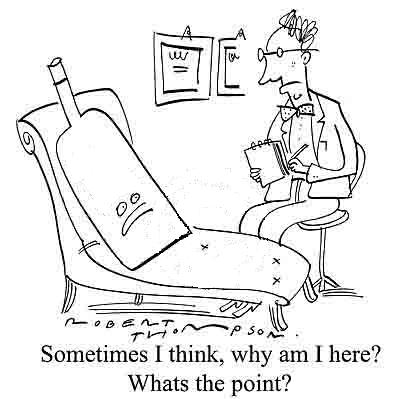 ROBERT
THOMPSON.
Sometimes I think, why am I here?
Whats the point?